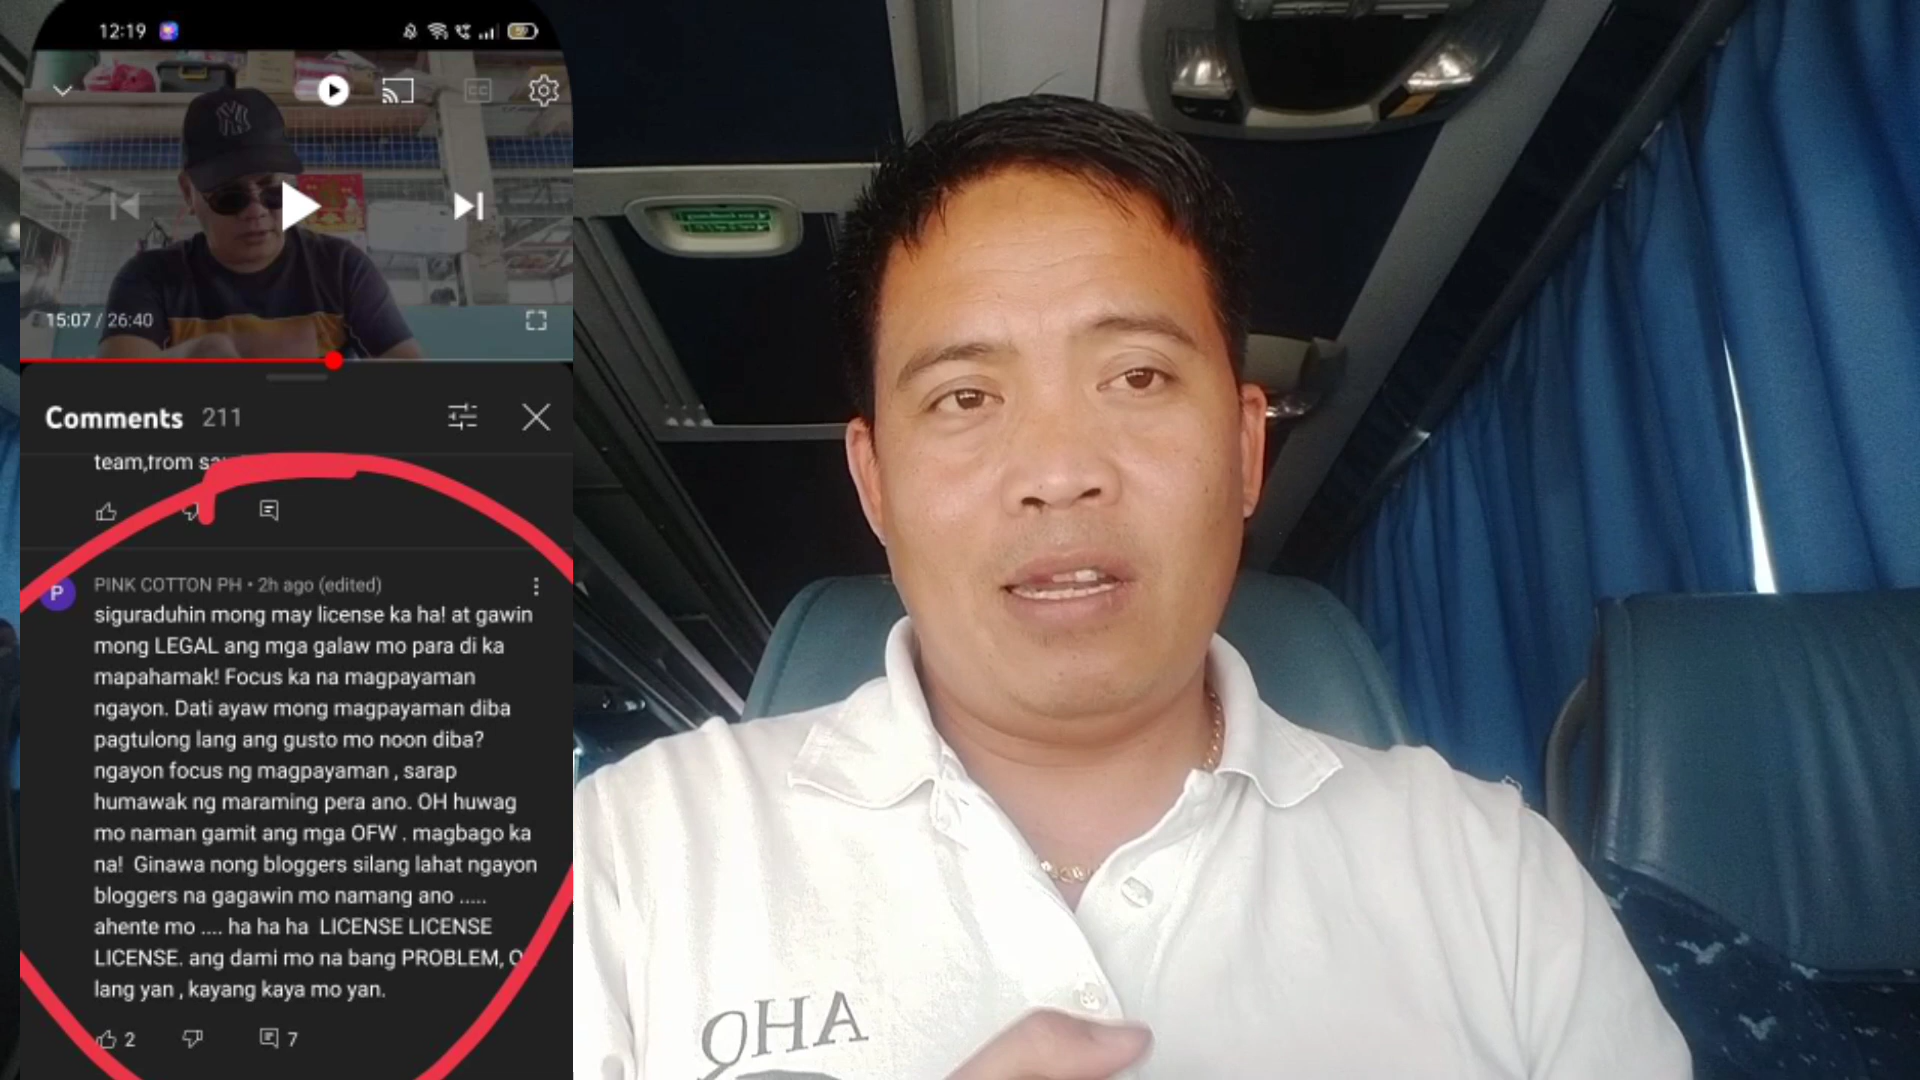 12:19
CC
NY
15:07 / 26:40
Comments 211
team,from
P
PINK COTTON PH • 2h ago (edited)
siguraduhin mong may license ka ha! at gawin
mong LEGAL ang mga galaw mo para di ka
mapahamak! Focus ka na magpayaman
ngayon. Dati ayaw mong magpayaman diba
pagtulong lang ang gusto mo noon diba?
ngayon focus ng magpayaman , sarap
humawak ng maraming pera ano. OH huwag
mo naman gamit ang mga OFW . magbago ka
na! Ginawa nong bloggers silang lahat ngayon
bloggers na gagawin mo namang ano .....
ahente mo .... ha ha ha LICENSE LICENSE
LICENSE. ang dami mo na bang PROBLEM,
lang yan , kayang kaya mo yan.
2 7
AHQ